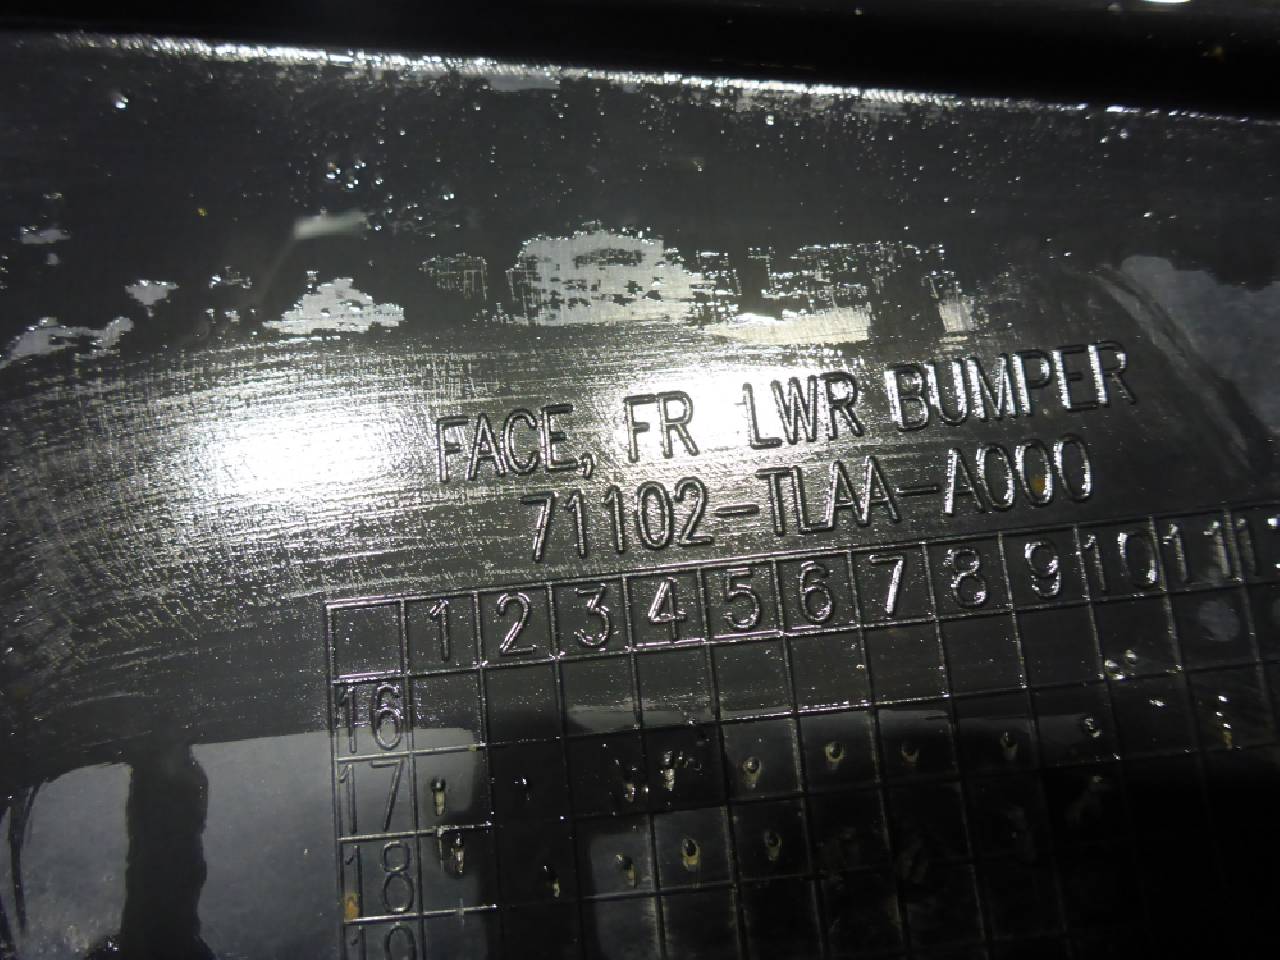 FACE, FR LWR BUMPER
71102-TLAA-A000
1 2 3 4 5 6 7 8 9 10 11
16
17
18